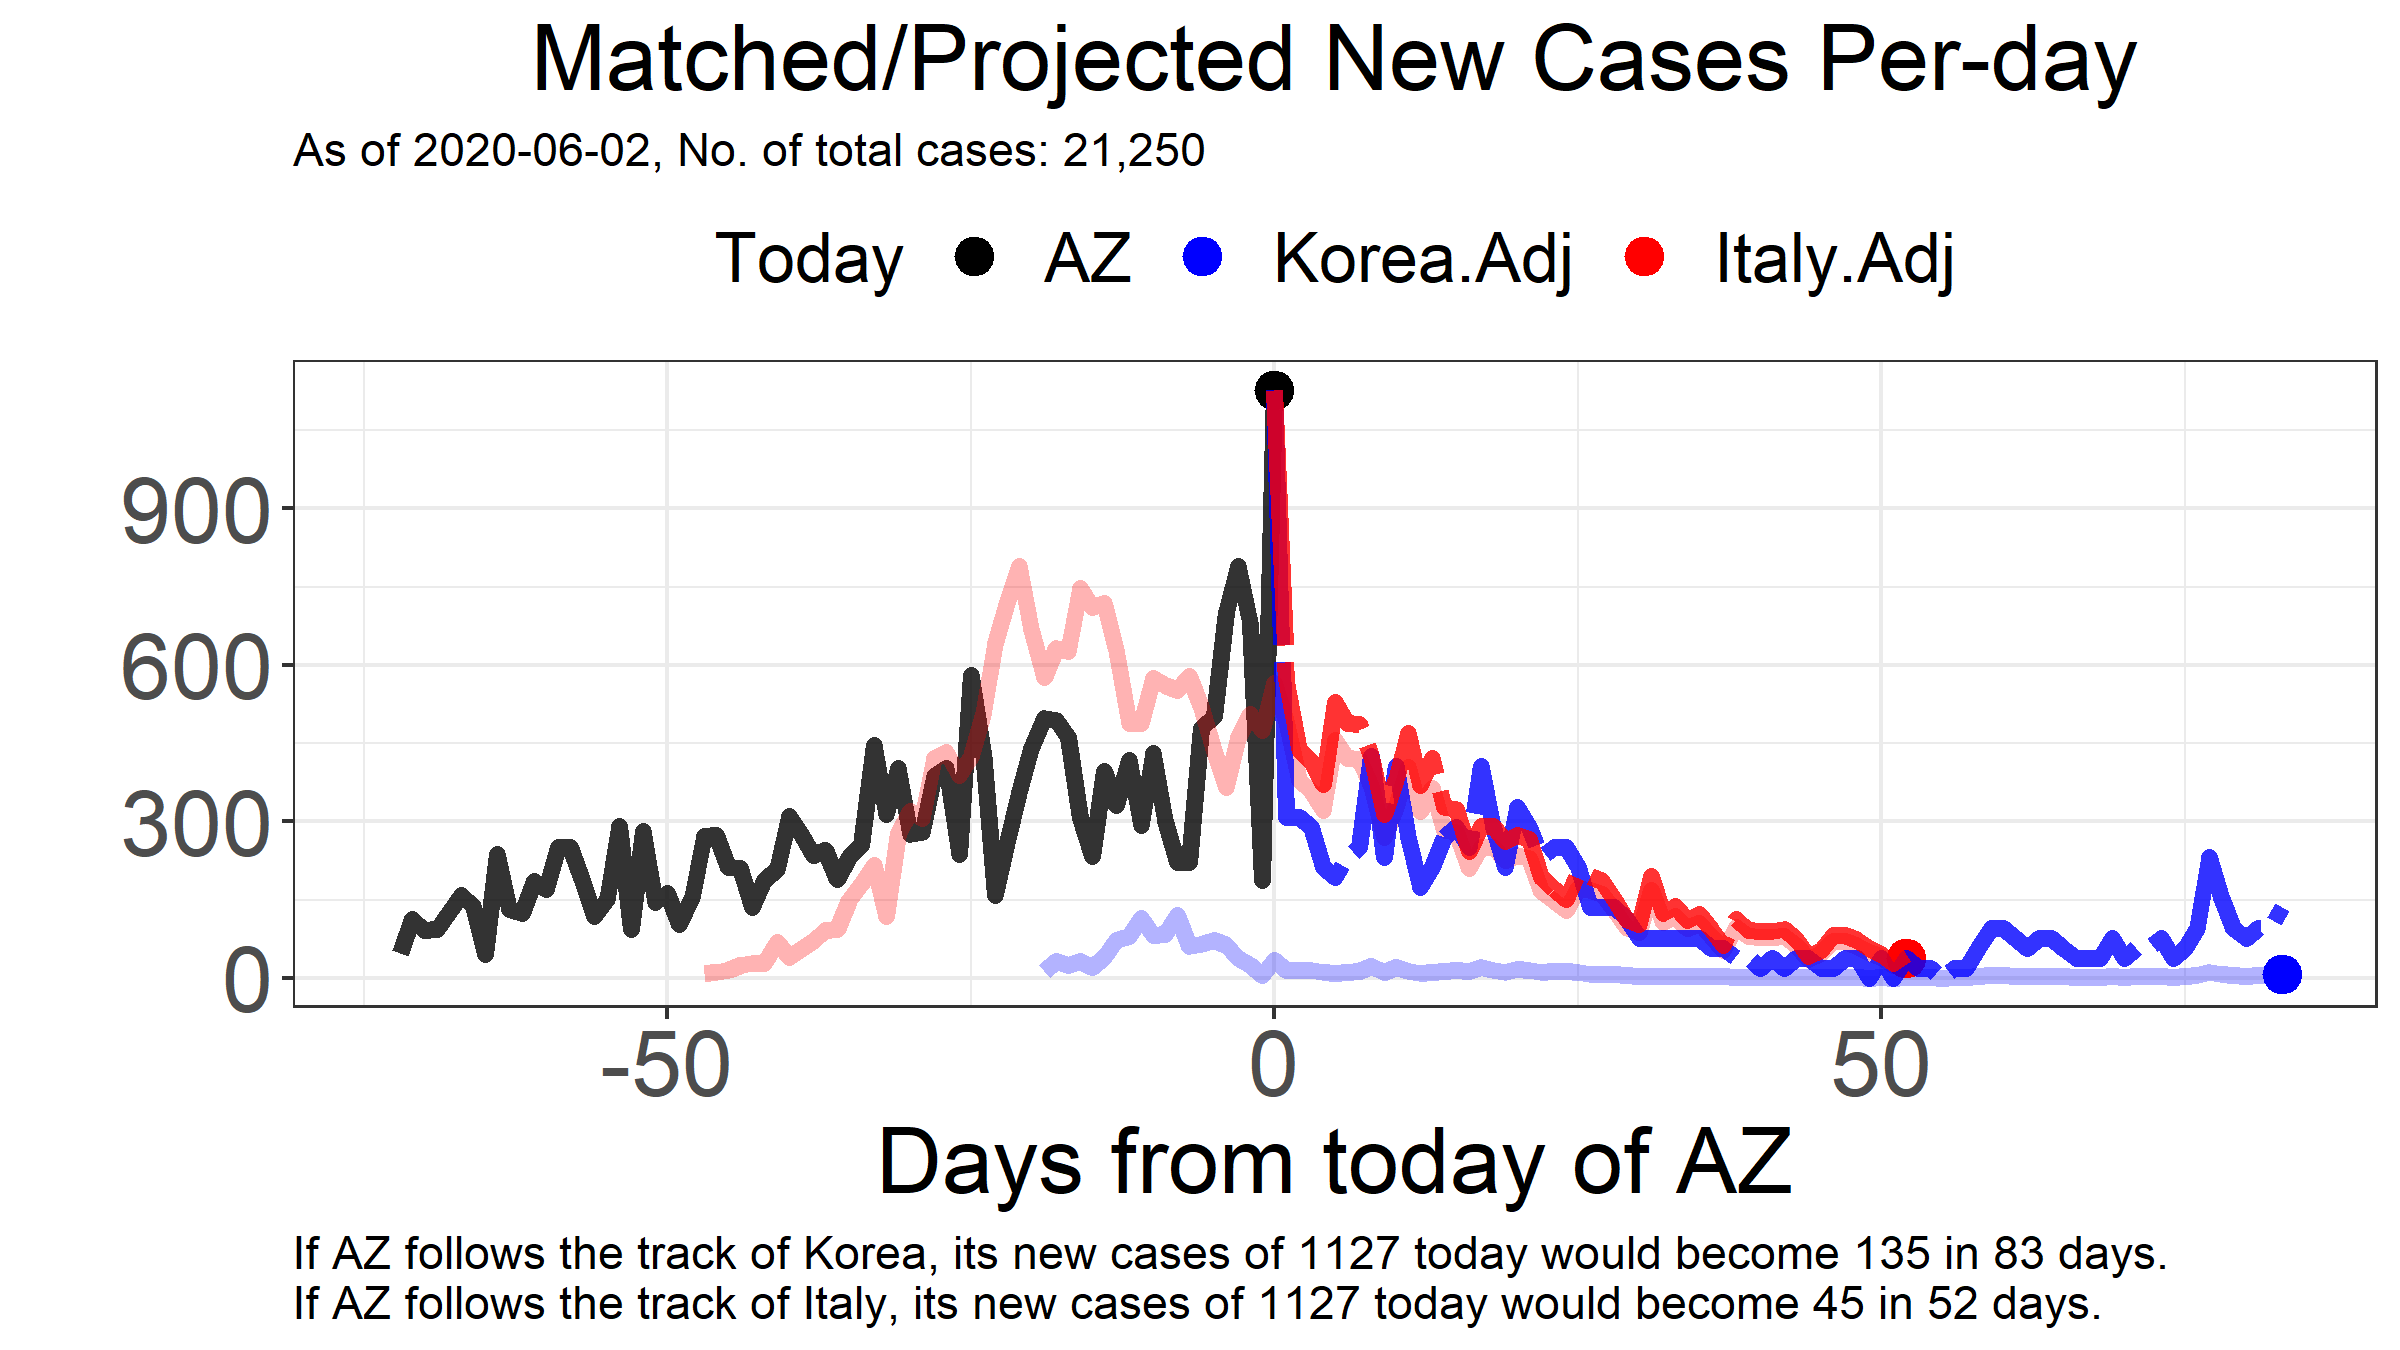 Matched/Projected New Cases Per-day
As of 2020-06-02, No. of total cases: 21,250
Today AZ Korea.Adj Italy.Adj
900
600
300
0
-50 0 50
Days from today of AZ
If AZ follows the track of Korea, its new cases of 1127 today would become 135 in 83 days.
If AZ follows the track of Italy, its new cases of 1127 today would become 45 in 52 days.